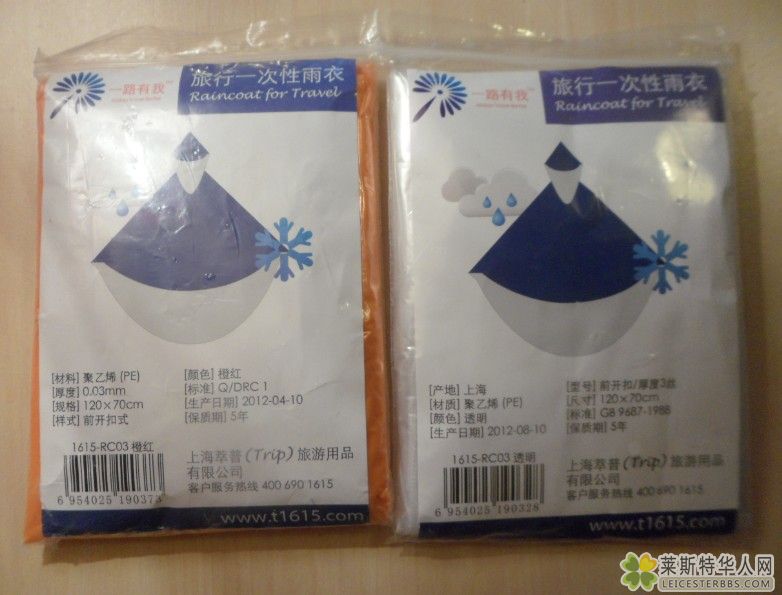 一路有我
旅行一次性雨衣
Raincoat for Travel
[材料] 聚乙烯 (PE)
[厚度] 0.03mm
[规格] 120×70cm
[样式] 前开扣式
[颜色] 橙红
[标准] Q/DRC 1
[生产日期] 2012-04-10
[保质期] 5年
1615-RC03 橙红
6 954025 190373
上海萃普(Trip)旅游用品
有限公司
客户服务热线 400 690 1615
www.t1615.com
一路有我
旅行一次性雨衣
Raincoat for Travel
[产地] 上海
[材质] 聚乙烯 (PE)
[颜色] 透明
[生产日期] 2012-08-10
[型号] 前开扣/厚度3丝
[尺寸] 120×70cm
[标准] GB 9687-1988
[保质期] 5年
1615-RC03 透明
6 954025 190328
上海萃普(Trip)旅游用品
有限公司
客户服务热线 400 690 1615
www.t1615.com
莱斯特华人网
LEICESTERBBS.COM